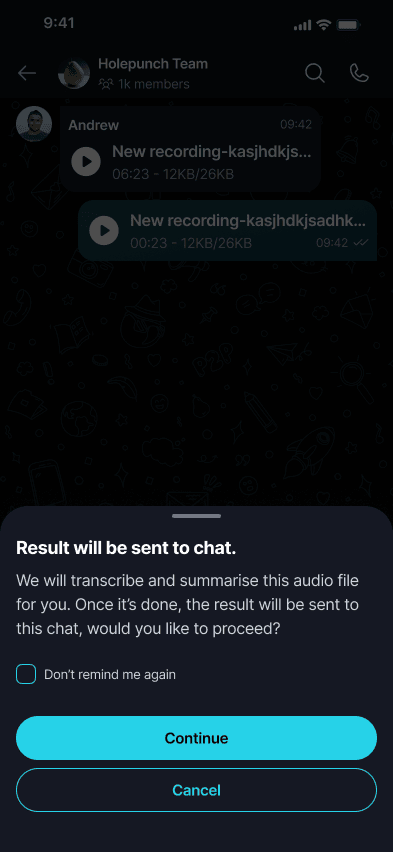 9:41
Holepunch Team
1k members
Andrew
09:42
New recording-kasjhdkjs...
06:23 - 12KB/26KB
New recording-kasjhdkjsadhk...
00:23 - 12KB/26KB
09:42
Result will be sent to chat.
We will transcribe and summarise this audio file
for you. Once it's done, the result will be sent to
this chat, would you like to proceed?
Don't remind me again
Continue
Cancel